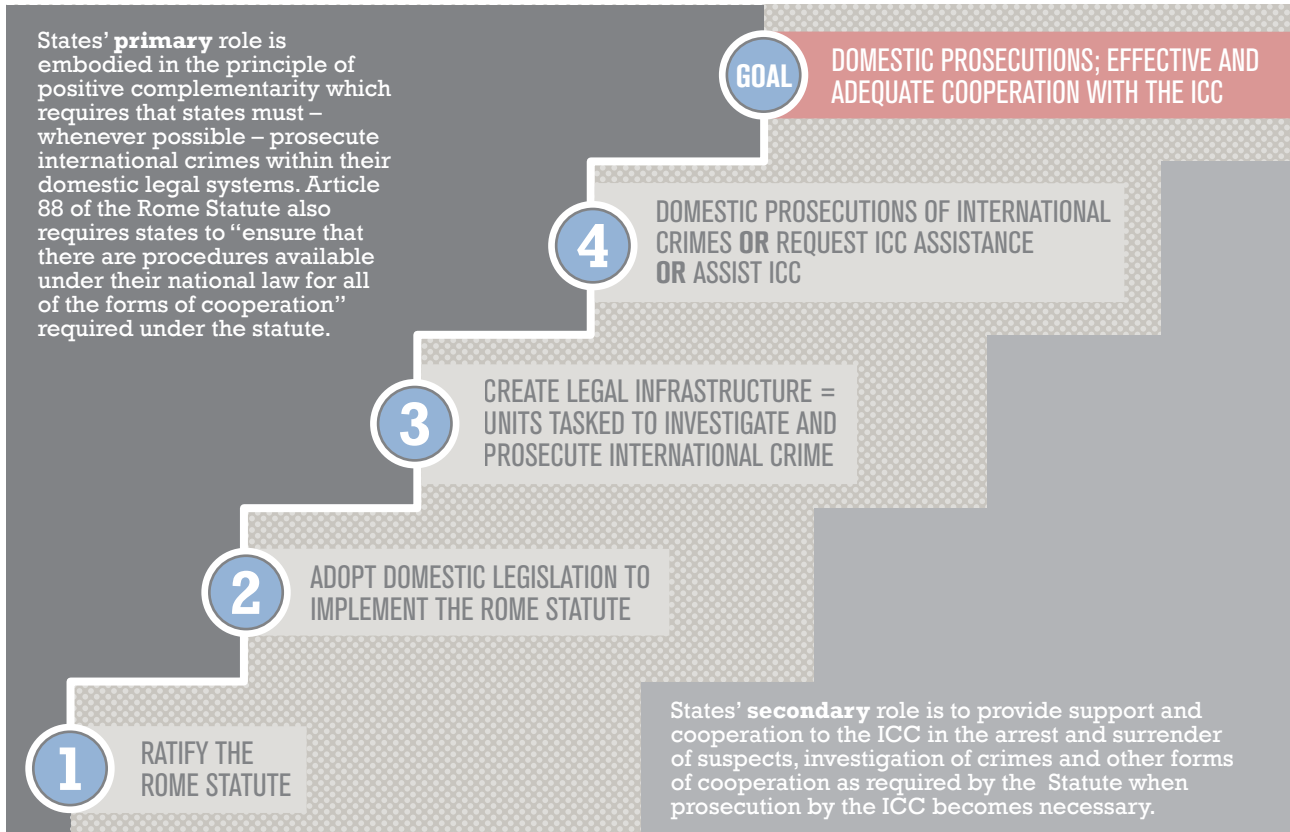 States’ primary role is
embodied in the principle of
positive complementarity which
requires that states must –
whenever possible – prosecute
international crimes within their
domestic legal systems. Article
88 of the Rome Statute also
requires states to “ensure that
there are procedures available
under their national law for all
of the forms of cooperation”
required under the statute.
GOAL
DOMESTIC PROSECUTIONS; EFFECTIVE AND
ADEQUATE COOPERATION WITH THE ICC
4
DOMESTIC PROSECUTIONS OF INTERNATIONAL
CRIMES OR REQUEST ICC ASSISTANCE
OR ASSIST ICC
3
CREATE LEGAL INFRASTRUCTURE =
UNITS TASKED TO INVESTIGATE AND
PROSECUTE INTERNATIONAL CRIME
2
ADOPT DOMESTIC LEGISLATION TO
IMPLEMENT THE ROME STATUTE
1
RATIFY THE
ROME STATUTE
States’ secondary role is to provide support and
cooperation to the ICC in the arrest and surrender
of suspects, investigation of crimes and other forms
of cooperation as required by the Statute when
prosecution by the ICC becomes necessary.